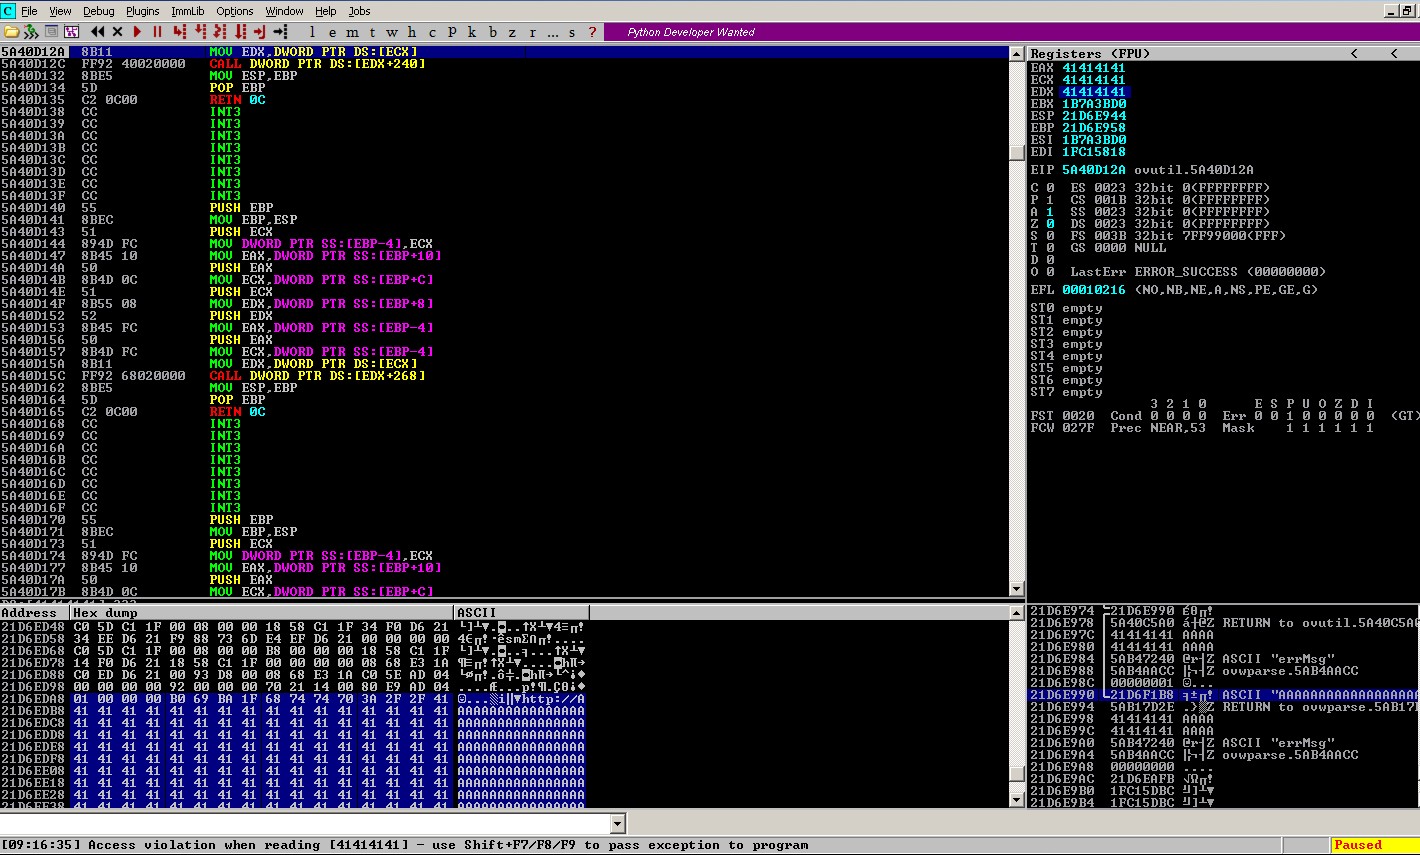 File View Debug Plugins ImmLib Options Window Help Jobs
l e m t w h c p k b z r ... s ? Python Developer Wanted
5A40D12A 8B11 MOV EDX,DWORD PTR DS:[ECX]
5A40D12C FF92 40020000 CALL DWORD PTR DS:[EDX+240]
5A40D132 8BE5 MOV ESP,EBP
5A40D134 5D POP EBP
5A40D135 C2 0C00 RETN 0C
5A40D138 CC INT3
5A40D139 CC INT3
5A40D13A CC INT3
5A40D13B CC INT3
5A40D13C CC INT3
5A40D13D CC INT3
5A40D13E CC INT3
5A40D13F CC INT3
5A40D140 55 PUSH EBP
5A40D141 8BEC MOV EBP,ESP
5A40D143 51 PUSH ECX
5A40D144 894D FC MOV DWORD PTR SS:[EBP-4],ECX
5A40D147 8B45 10 MOV EAX,DWORD PTR SS:[EBP+10]
5A40D14A 50 PUSH EAX
5A40D14B 8B4D 0C MOV ECX,DWORD PTR SS:[EBP+C]
5A40D14E 51 PUSH ECX
5A40D14F 8B55 08 MOV EDX,DWORD PTR SS:[EBP+8]
5A40D152 52 PUSH EDX
5A40D153 8B45 FC MOV EAX,DWORD PTR SS:[EBP-4]
5A40D156 50 PUSH EAX
5A40D157 8B4D FC MOV ECX,DWORD PTR SS:[EBP-4]
5A40D15A 8B11 MOV EDX,DWORD PTR DS:[ECX]
5A40D15C FF92 68020000 CALL DWORD PTR DS:[EDX+268]
5A40D162 8BE5 MOV ESP,EBP
5A40D164 5D POP EBP
5A40D165 C2 0C00 RETN 0C
5A40D168 CC INT3
5A40D169 CC INT3
5A40D16A CC INT3
5A40D16B CC INT3
5A40D16C CC INT3
5A40D16D CC INT3
5A40D16E CC INT3
5A40D16F CC INT3
5A40D170 55 PUSH EBP
5A40D171 8BEC MOV EBP,ESP
5A40D173 51 PUSH ECX
5A40D174 894D FC MOV DWORD PTR SS:[EBP-4],ECX
5A40D177 8B45 10 MOV EAX,DWORD PTR SS:[EBP+10]
5A40D17A 50 PUSH EAX
5A40D17B 8B4D 0C MOV ECX,DWORD PTR SS:[EBP+C]
Registers (FPU) < <
EAX 41414141
ECX 41414141
EDX 41414141
EBX 1B7A3BD0
ESP 21D6E944
EBP 21D6E958
ESI 1B7A3BD0
EDI 1FC15818
EIP 5A40D12A ovutil.5A40D12A
C 0 ES 0023 32bit 0(FFFFFFFF)
P 1 CS 001B 32bit 0(FFFFFFFF)
A 1 SS 0023 32bit 0(FFFFFFFF)
Z 0 DS 0023 32bit 0(FFFFFFFF)
S 0 FS 003B 32bit 7FF99000(FFF)
T 0 GS 0000 NULL
D 0
O 0 LastErr ERROR_SUCCESS (00000000)
EFL 00010216 (NO,NB,NE,A,NS,PE,GE,G)
ST0 empty
ST1 empty
ST2 empty
ST3 empty
ST4 empty
ST5 empty
ST6 empty
ST7 empty
3 2 1 0 E S P U O Z D I
FST 0020 Cond 0 0 0 0 Err 0 0 1 0 0 0 0 0 (GT)
FCW 027F Prec NEAR,53 Mask 1 1 1 1 1 1
Address Hex dump ASCII
21D6ED48 C0 5D C1 1F 00 08 00 00 18 58 C1 1F 34 F0 D6 21
21D6ED58 34 EE D6 21 F9 88 73 6D E4 EF D6 21 00 00 00 00
21D6ED68 C0 5D C1 1F 00 08 00 00 B8 00 00 00 18 58 C1 1F
21D6ED78 14 F0 D6 21 18 58 C1 1F 00 00 00 00 08 68 E3 1A
21D6ED88 C0 ED D6 21 00 93 D8 00 08 68 E3 1A C0 5E AD 04
21D6ED98 00 00 00 00 92 00 00 00 70 21 14 00 80 E9 AD 04
21D6EDA8 01 00 00 00 B0 69 BA 1F 68 74 74 70 3A 2F 2F 41 http://A
21D6EDB8 41 41 41 41 41 41 41 41 41 41 41 41 41 41 41 41 AAAAAAAAAAAAAAAA
21D6EDC8 41 41 41 41 41 41 41 41 41 41 41 41 41 41 41 41 AAAAAAAAAAAAAAAA
21D6EDD8 41 41 41 41 41 41 41 41 41 41 41 41 41 41 41 41 AAAAAAAAAAAAAAAA
21D6EDE8 41 41 41 41 41 41 41 41 41 41 41 41 41 41 41 41 AAAAAAAAAAAAAAAA
21D6EDF8 41 41 41 41 41 41 41 41 41 41 41 41 41 41 41 41 AAAAAAAAAAAAAAAA
21D6EE08 41 41 41 41 41 41 41 41 41 41 41 41 41 41 41 41 AAAAAAAAAAAAAAAA
21D6EE18 41 41 41 41 41 41 41 41 41 41 41 41 41 41 41 41 AAAAAAAAAAAAAAAA
21D6EE28 41 41 41 41 41 41 41 41 41 41 41 41 41 41 41 41 AAAAAAAAAAAAAAAA
21D6EE38 41 41 41 41 41 41 41 41 41 41 41 41 41 41 41 41 AAAAAAAAAAAAAAAA
21D6E974 21D6E990
21D6E978 5A40C5A0 RETURN to ovutil.5A40C5A0
21D6E97C 41414141 AAAA
21D6E980 41414141 AAAA
21D6E984 5AB47240 ASCII "errMsg"
21D6E988 5AB4AACC ovwparse.5AB4AACC
21D6E98C 00000001
21D6E990 21D6F1B8 ASCII "AAAAAAAAAAAAAAAAAA
21D6E994 5AB17D2E RETURN to ovwparse.5AB17
21D6E998 41414141 AAAA
21D6E99C 41414141 AAAA
21D6E9A0 5AB47240 ASCII "errMsg"
21D6E9A4 5AB4AACC ovwparse.5AB4AACC
21D6E9A8 00000000 ....
21D6E9AC 21D6EAFB
21D6E9B0 1FC15DBC
21D6E9B4 1FC15DBC
[09:16:35] Access violation when reading [41414141] - use Shift+F7/F8/F9 to pass exception to program
Paused